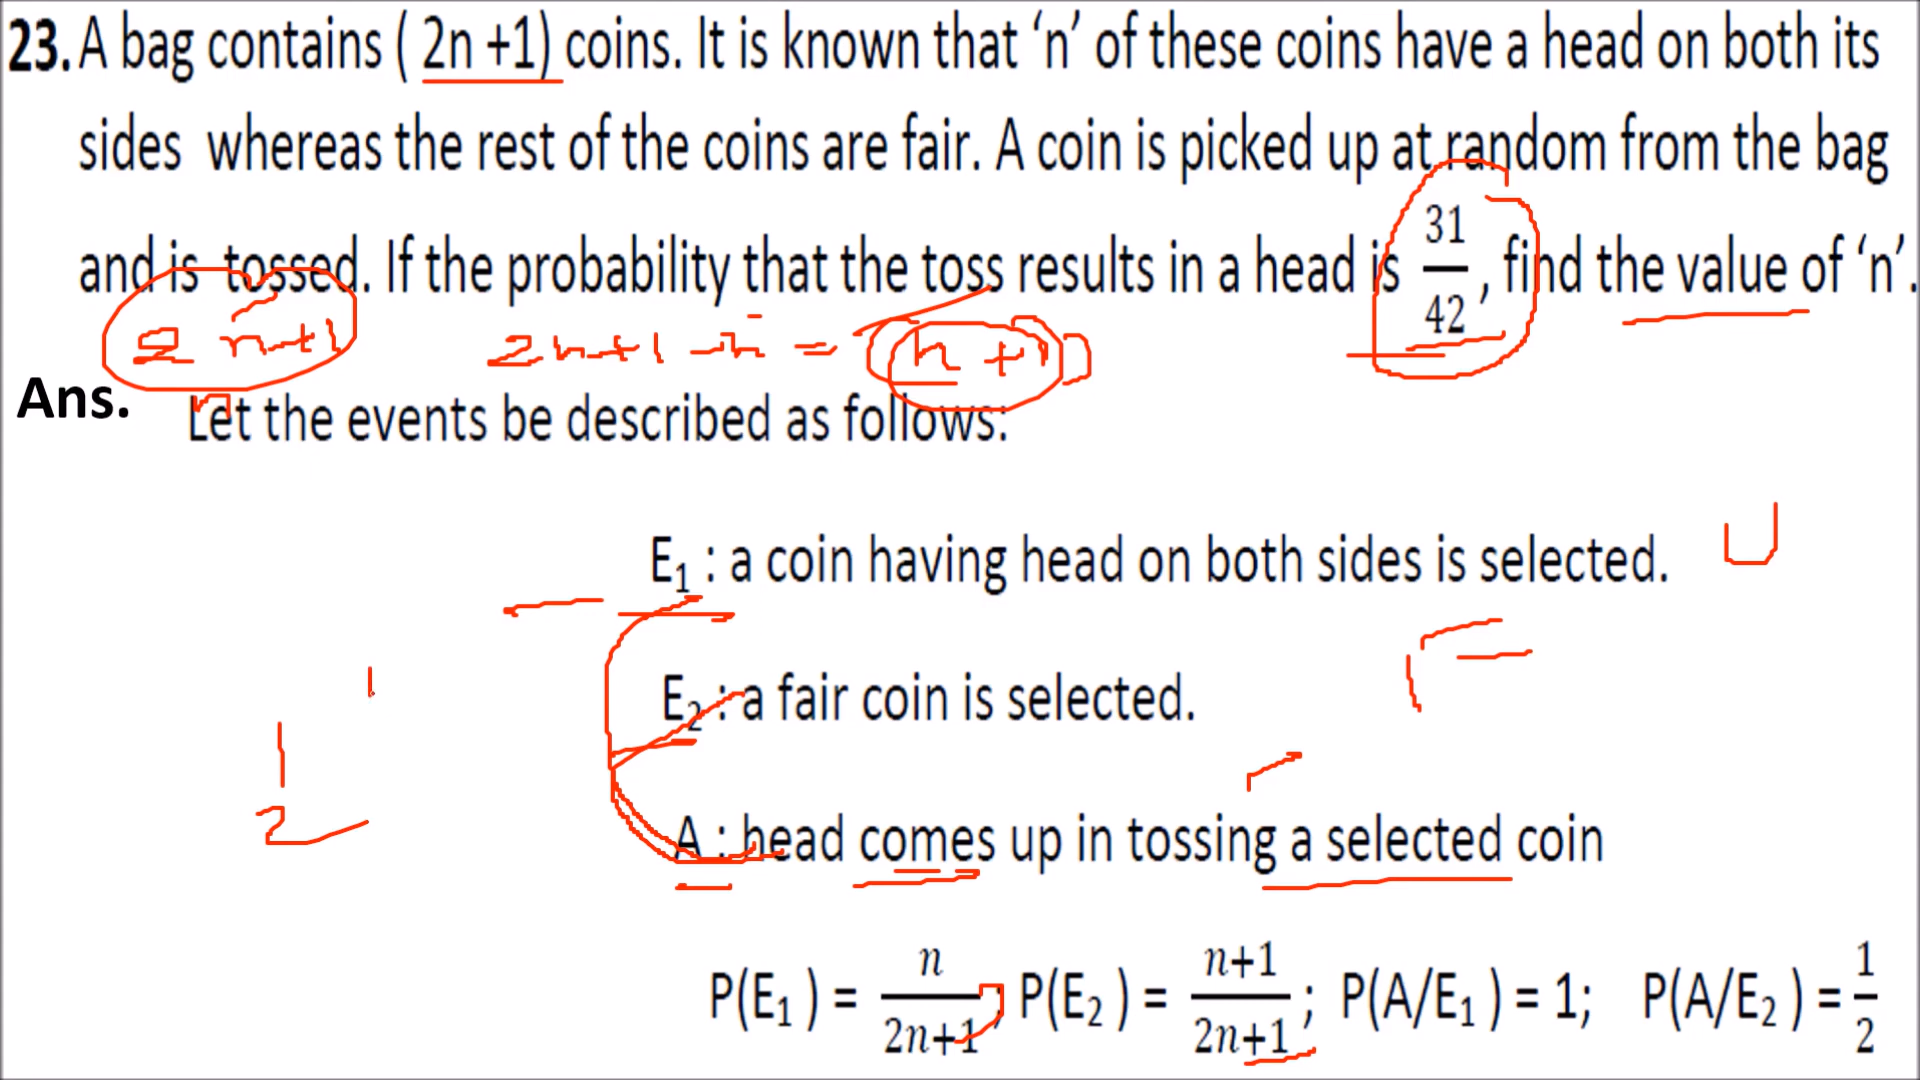 23. A bag contains ( 2n +1) coins. It is known that ‘n’ of these coins have a head on both its
sides whereas the rest of the coins are fair. A coin is picked up at random from the bag
and is tossed. If the probability that the toss results in a head is 31/42, find the value of ‘n’.
2n+1 2n+1-n = (n+1)
Ans. Let the events be described as follows:
E₁ : a coin having head on both sides is selected.
E₂ : a fair coin is selected.
1
1
2
A : head comes up in tossing a selected coin
P(E₁ ) = n/2n+1 ; P(E₂ ) = n+1/2n+1 ; P(A/E₁ ) = 1; P(A/E₂ ) = 1/2